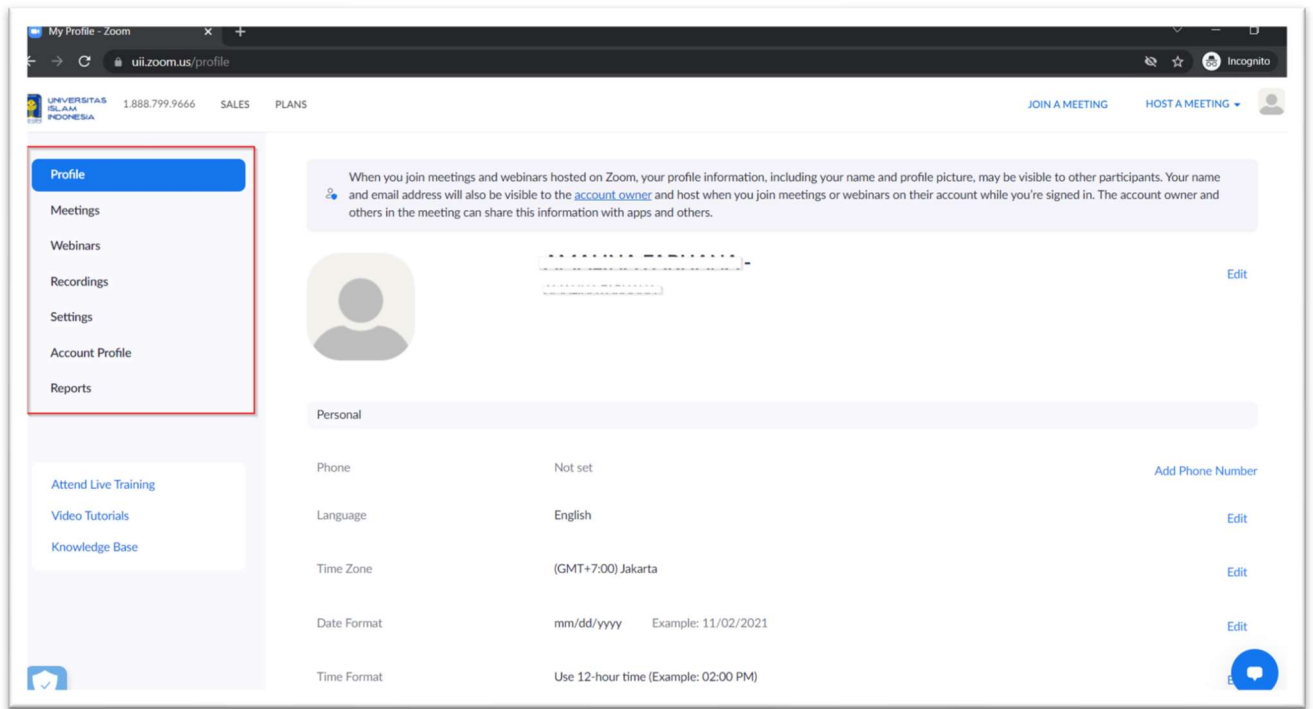 My Profile - Zoom
uii.zoom.us/profile
Incognito
UNIVERSITAS
ISLAM
INDONESIA
1.888.799.9666 SALES PLANS JOIN A MEETING HOST A MEETING
Profile
Meetings
Webinars
Recordings
Settings
Account Profile
Reports
Attend Live Training
Video Tutorials
Knowledge Base
When you join meetings and webinars hosted on Zoom, your profile information, including your name and profile picture, may be visible to other participants. Your name
and email address will also be visible to the account owner and host when you join meetings or webinars on their account while you're signed in. The account owner and
others in the meeting can share this information with apps and others.
Edit
Personal
Phone Not set Add Phone Number
Language English Edit
Time Zone (GMT+7:00) Jakarta Edit
Date Format mm/dd/yyyy Example: 11/02/2021 Edit
Time Format Use 12-hour time (Example: 02:00 PM)